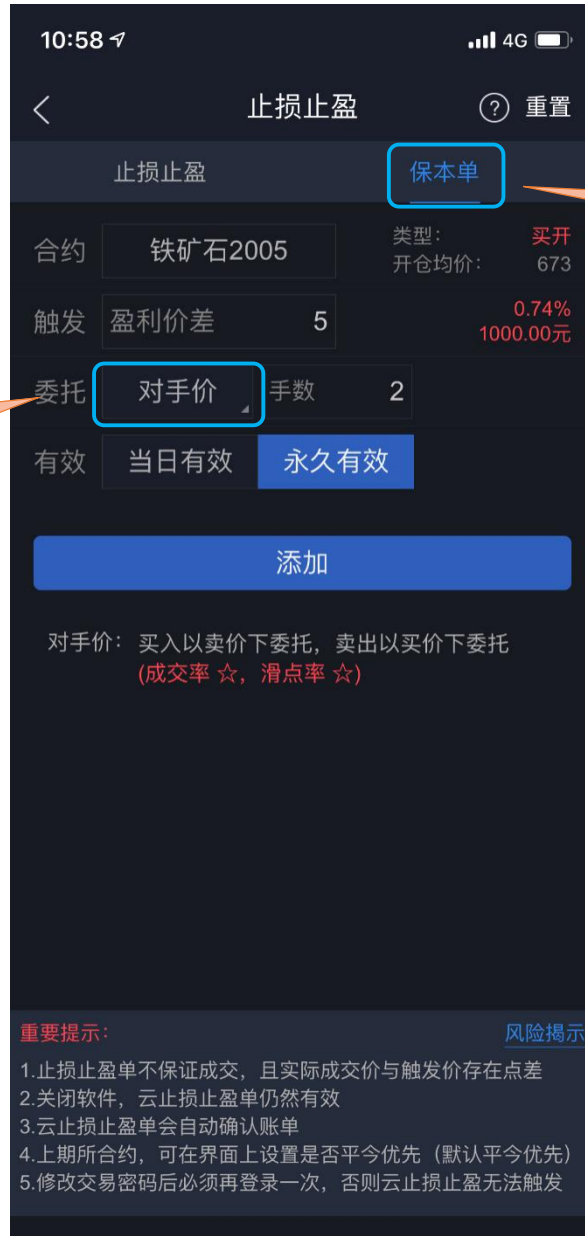 10:58 4G
止损止盈 ? 重置
止损止盈 保本单
合约 铁矿石2005 类型： 买开
开仓均价： 673
触发 盈利价差 5 0.74%
1000.00元
委托 对手价 手数 2
有效 当日有效 永久有效
添加
对手价： 买入以卖价下委托，卖出以买价下委托
(成交率 ☆，滑点率 ☆)
重要提示： 风险揭示
1.止损止盈单不保证成交，且实际成交价与触发价存在点差
2.关闭软件，云止损止盈单仍然有效
3.云止损止盈单会自动确认账单
4.上期所合约，可在界面上设置是否平今优先（默认平今优先）
5.修改交易密码后必须再登录一次，否则云止损止盈无法触发